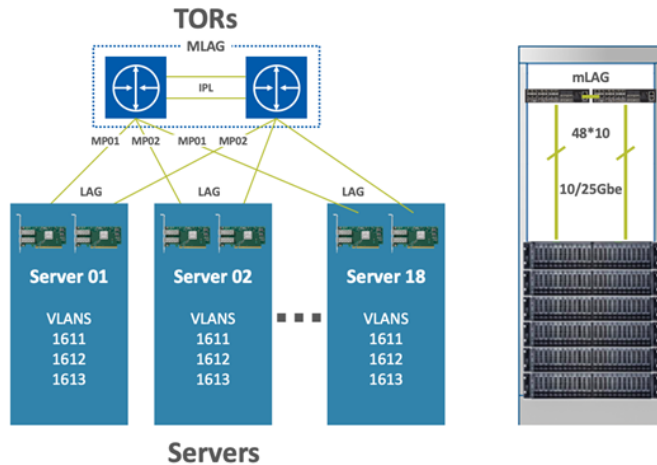 TORs
MLAG
IPL
MP01 MP02 MP01 MP02
LAG LAG LAG
Server 01
VLANS
1611
1612
1613
Server 02
VLANS
1611
1612
1613
Server 18
VLANS
1611
1612
1613
Servers
mLAG
48*10
10/25Gbe